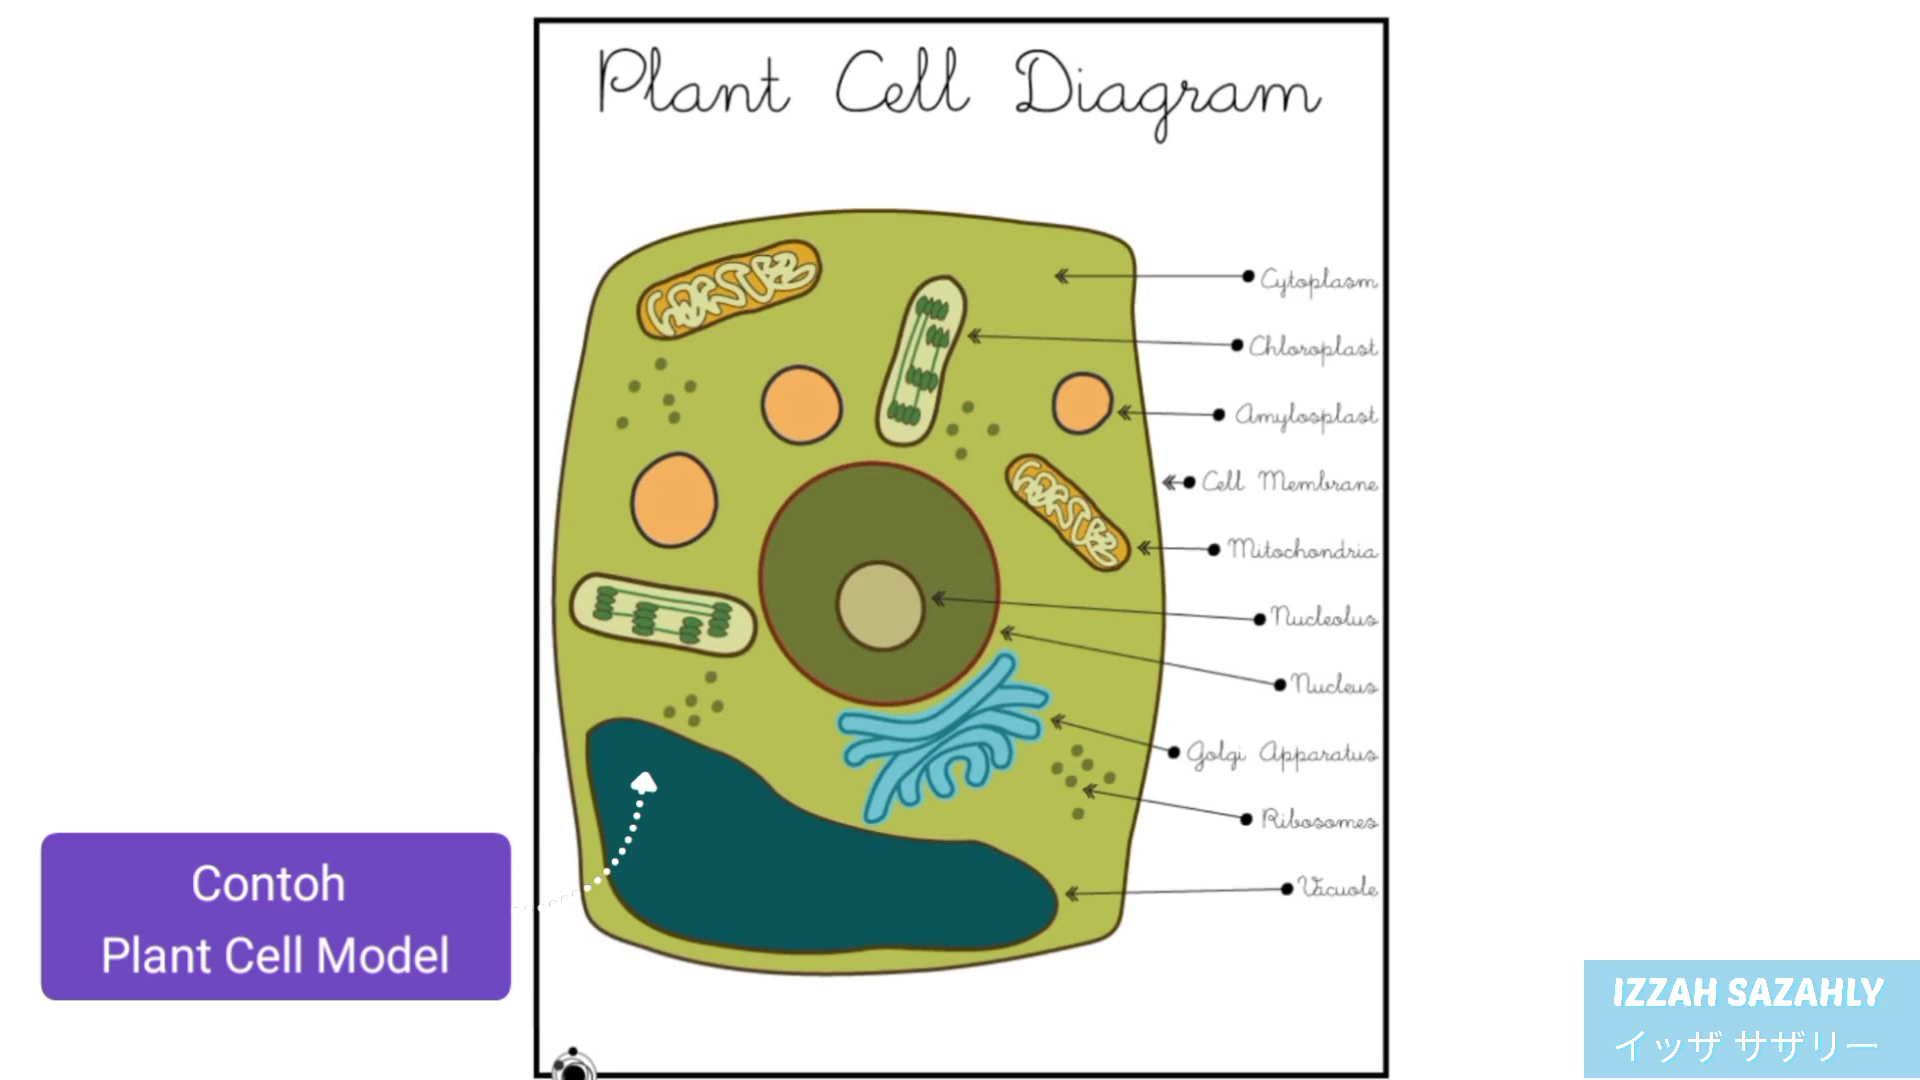 Plant Cell Diagram
Cytoplasm
Chloroplast
Amylosplast
Cell Membrane
Mitochondria
Nucleolus
Nucleus
Golgi Apparatus
Ribosomes
Vacuole
Contoh
Plant Cell Model
IZZAH SAZAHLY
イッザ サザリー